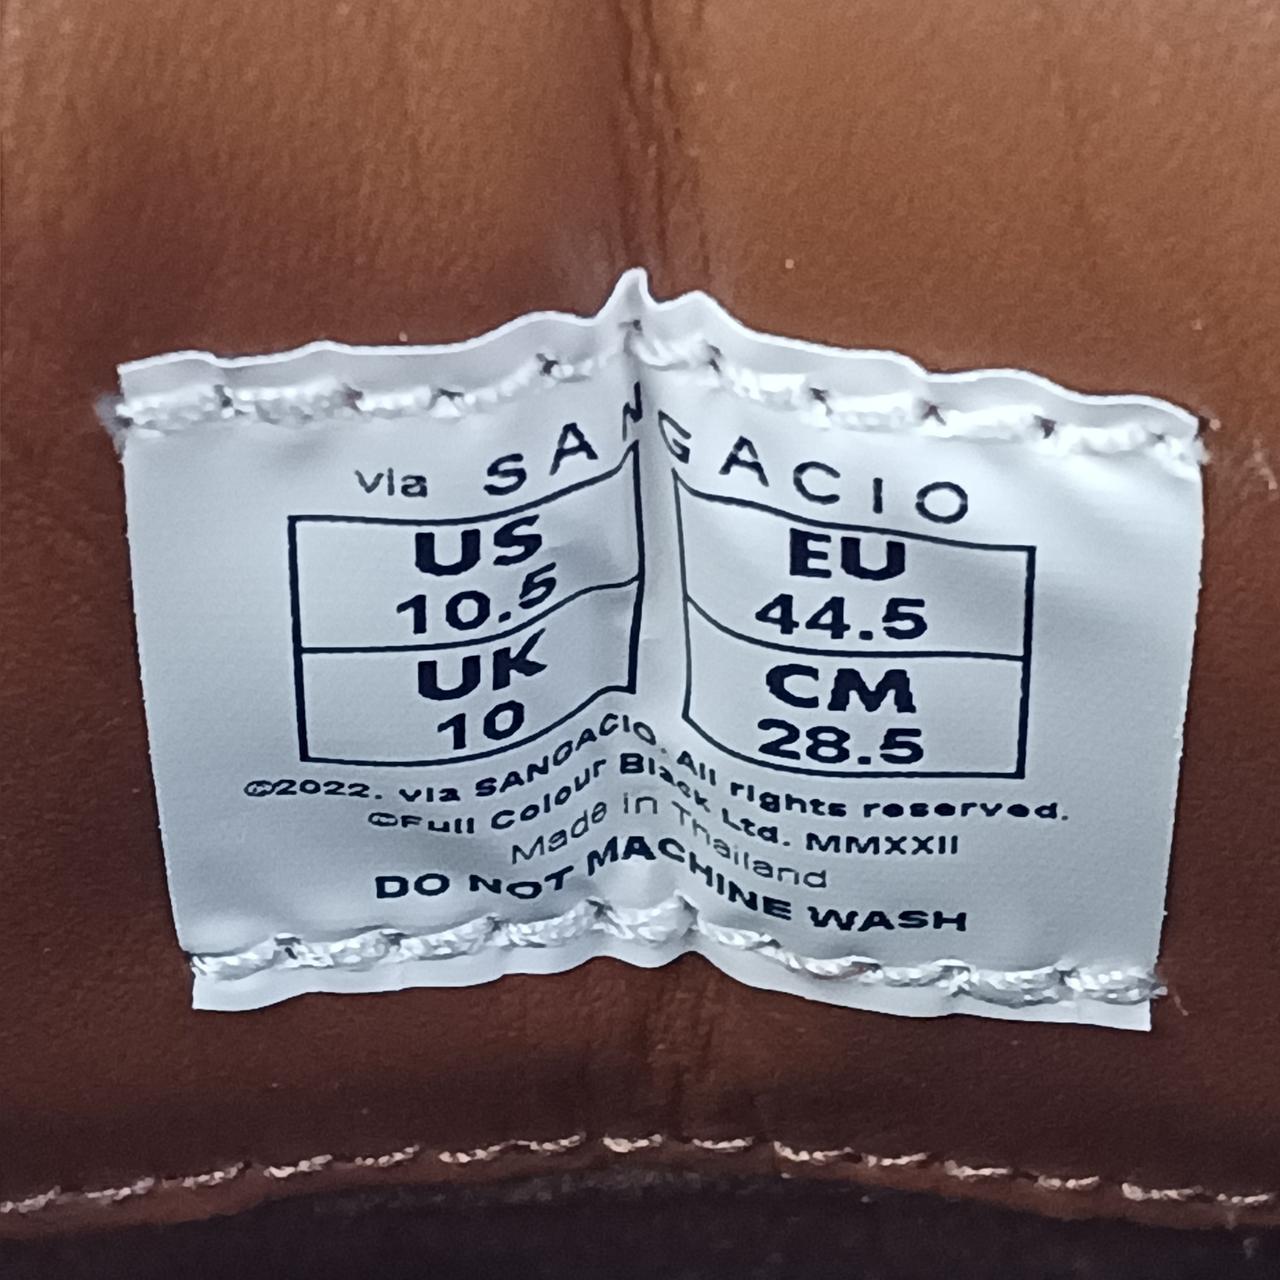 via SANGACIO
US EU
10.5 44.5
UK CM
10 28.5
©2022. via SANGACIO. All rights reserved.
©Full Colour Black Ltd. MMXXII
Made in Thailand
DO NOT MACHINE WASH